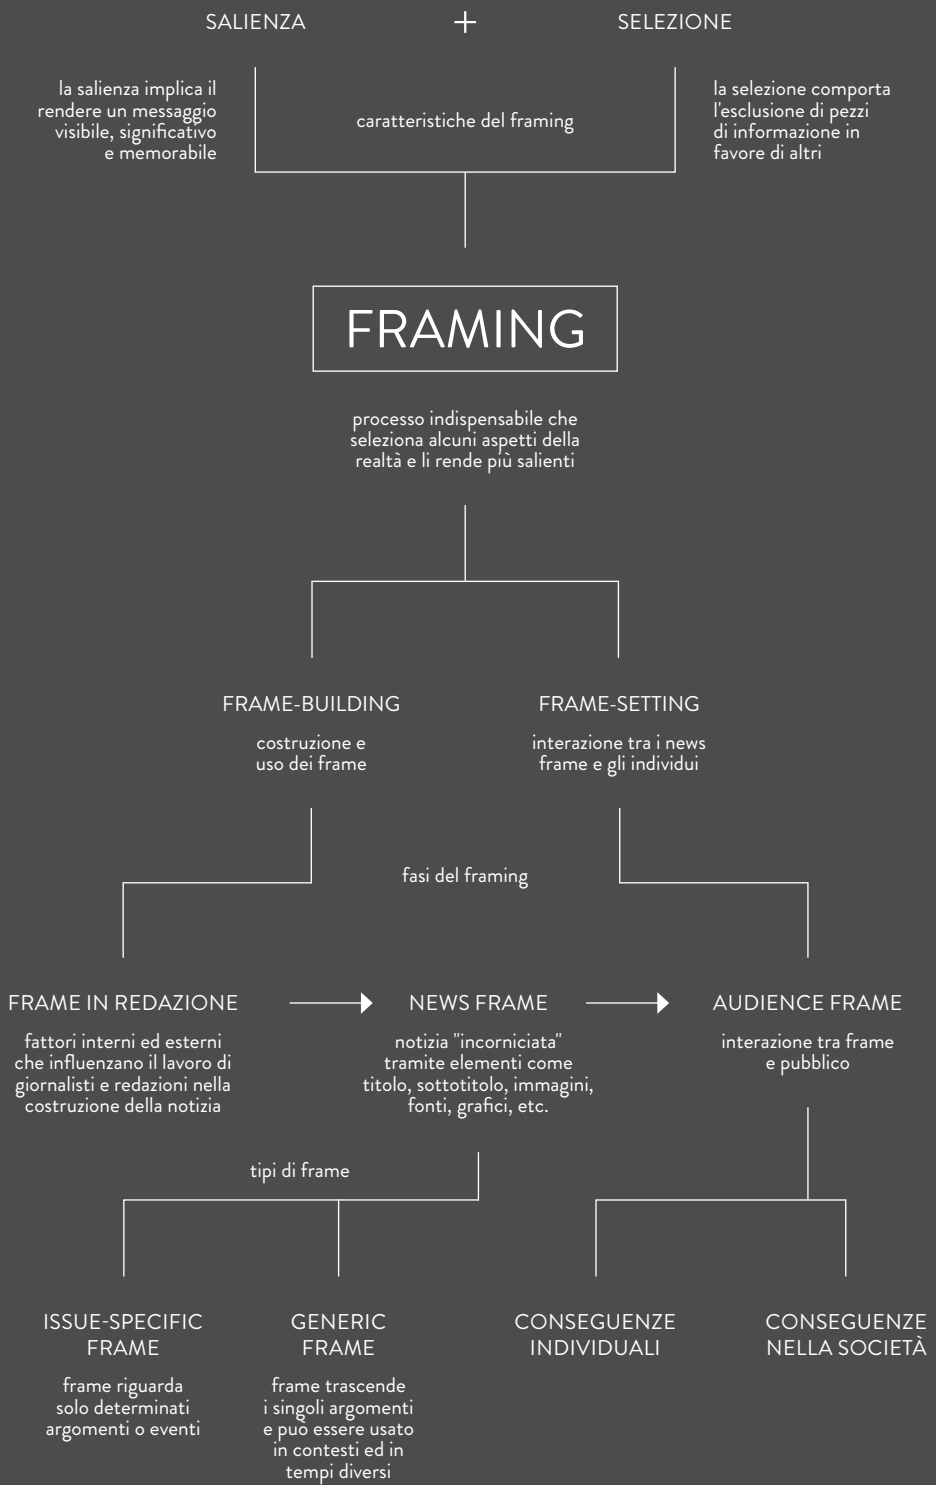 SALIENZA + SELEZIONE
la salienza implica il
rendere un messaggio
visibile, significativo
e memorabile
caratteristiche del framing
la selezione comporta
l'esclusione di pezzi
di informazione in
favore di altri
FRAMING
processo indispensabile che
seleziona alcuni aspetti della
realtà e li rende più salienti
FRAME-BUILDING
costruzione e
uso dei frame
FRAME-SETTING
interazione tra i news
frame e gli individui
fasi del framing
FRAME IN REDAZIONE
fattori interni ed esterni
che influenzano il lavoro di
giornalisti e redazioni nella
costruzione della notizia
NEWS FRAME
notizia "incorniciata"
tramite elementi come
titolo, sottotitolo, immagini,
fonti, grafici, etc.
AUDIENCE FRAME
interazione tra frame
e pubblico
tipi di frame
ISSUE-SPECIFIC
FRAME
frame riguarda
solo determinati
argomenti o eventi
GENERIC
FRAME
frame trascende
i singoli argomenti
e può essere usato
in contesti ed in
tempi diversi
CONSEGUENZE
INDIVIDUALI
CONSEGUENZE
NELLA SOCIETÀ